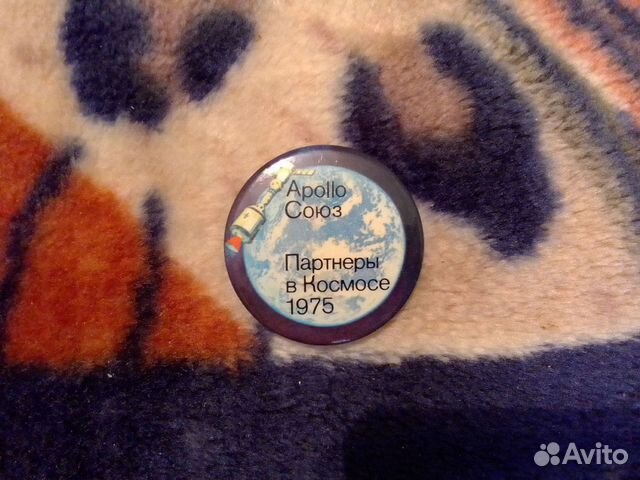 Apollo
Союз
Партнеры
в Космосе
1975
Avito